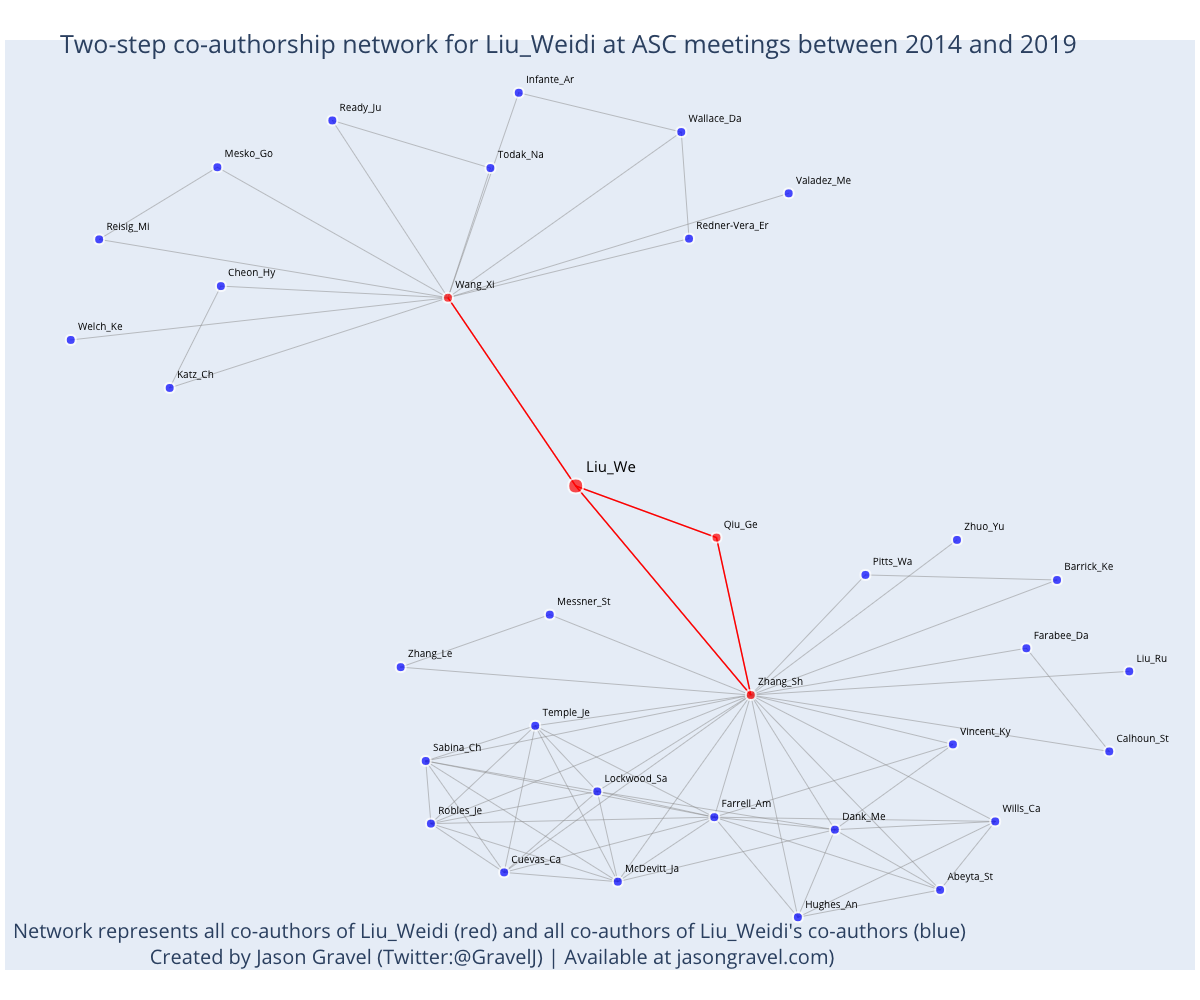 Two-step co-authorship network for Liu_Weidi at ASC meetings between 2014 and 2019
Infante_Ar
Ready_Ju
Wallace_Da
Mesko_Go
Todak_Na
Valadez_Me
Reisig_Mi
Redner-Vera_Er
Cheon_Hy
Wang_Xi
Welch_Ke
Katz_Ch
Liu_We
Qiu_Ge
Zhuo_Yu
Pitts_Wa
Barrick_Ke
Messner_St
Farabee_Da
Zhang_Le
Liu_Ru
Zhang_Sh
Temple_Je
Vincent_Ky
Calhoun_St
Sabina_Ch
Lockwood_Sa
Robles_Je
Farrell_Am
Wills_Ca
Dank_Me
Cuevas_Ca
McDevitt_Ja
Abeyta_St
Hughes_An
Network represents all co-authors of Liu_Weidi (red) and all co-authors of Liu_Weidi's co-authors (blue)
Created by Jason Gravel (Twitter:@GravelJ) | Available at jasongravel.com)